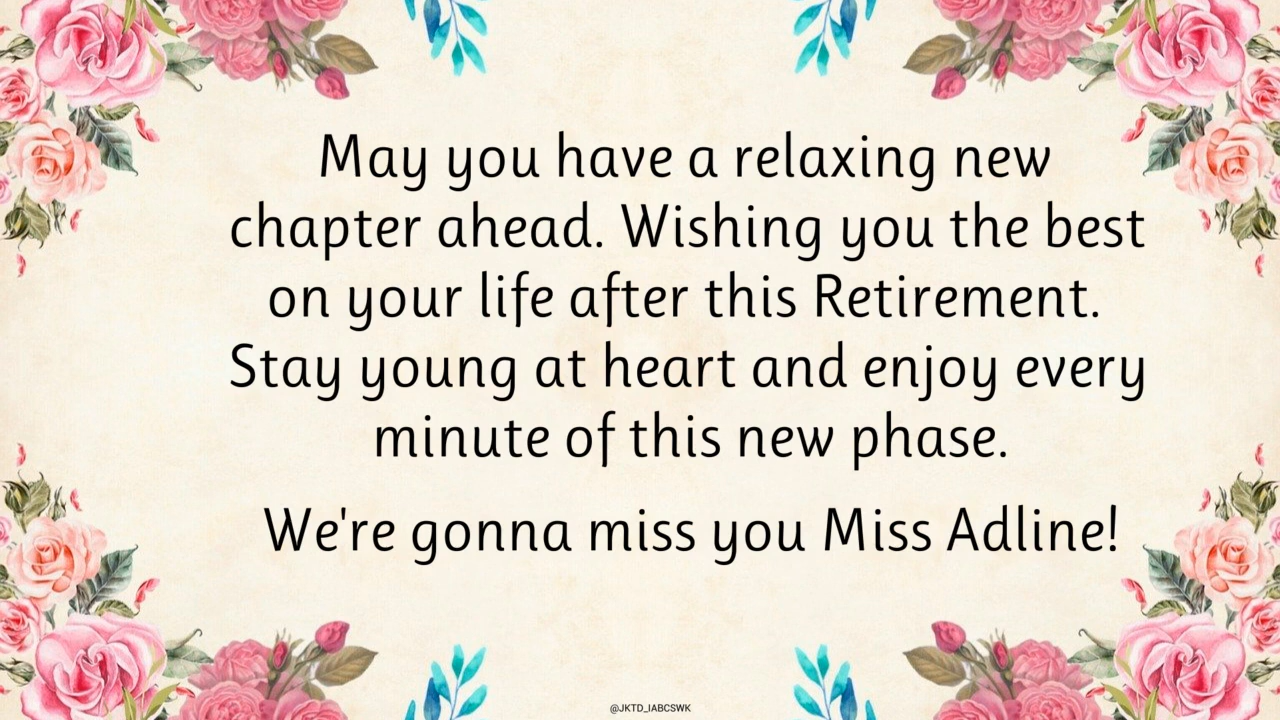 May you have a relaxing new
chapter ahead. Wishing you the best
on your life after this Retirement.
Stay young at heart and enjoy every
minute of this new phase.
We're gonna miss you Miss Adline!
@JKTD_IABCSWK